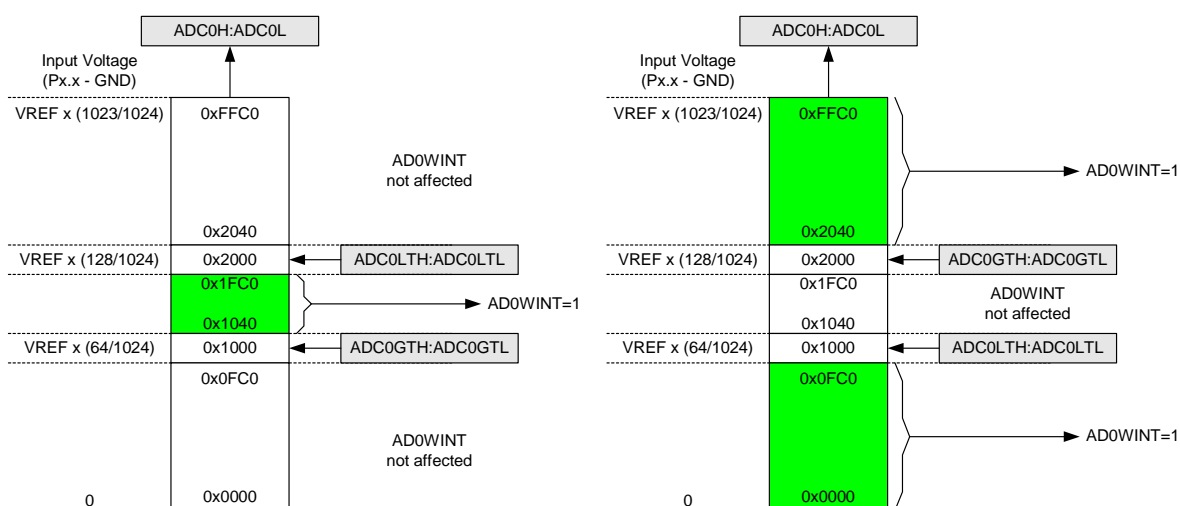 ADC0H:ADC0L
Input Voltage
(Px.x - GND)
VREF x (1023/1024)
0xFFC0
AD0WINT
not affected
0x2040
VREF x (128/1024)
0x2000
ADC0LTH:ADC0LTL
0x1FC0
AD0WINT=1
0x1040
VREF x (64/1024)
0x1000
ADC0GTH:ADC0GTL
0x0FC0
AD0WINT
not affected
0
0x0000
ADC0H:ADC0L
Input Voltage
(Px.x - GND)
VREF x (1023/1024)
0xFFC0
AD0WINT=1
0x2040
VREF x (128/1024)
0x2000
ADC0GTH:ADC0GTL
0x1FC0
AD0WINT
not affected
0x1040
VREF x (64/1024)
0x1000
ADC0LTH:ADC0LTL
0x0FC0
AD0WINT=1
0
0x0000